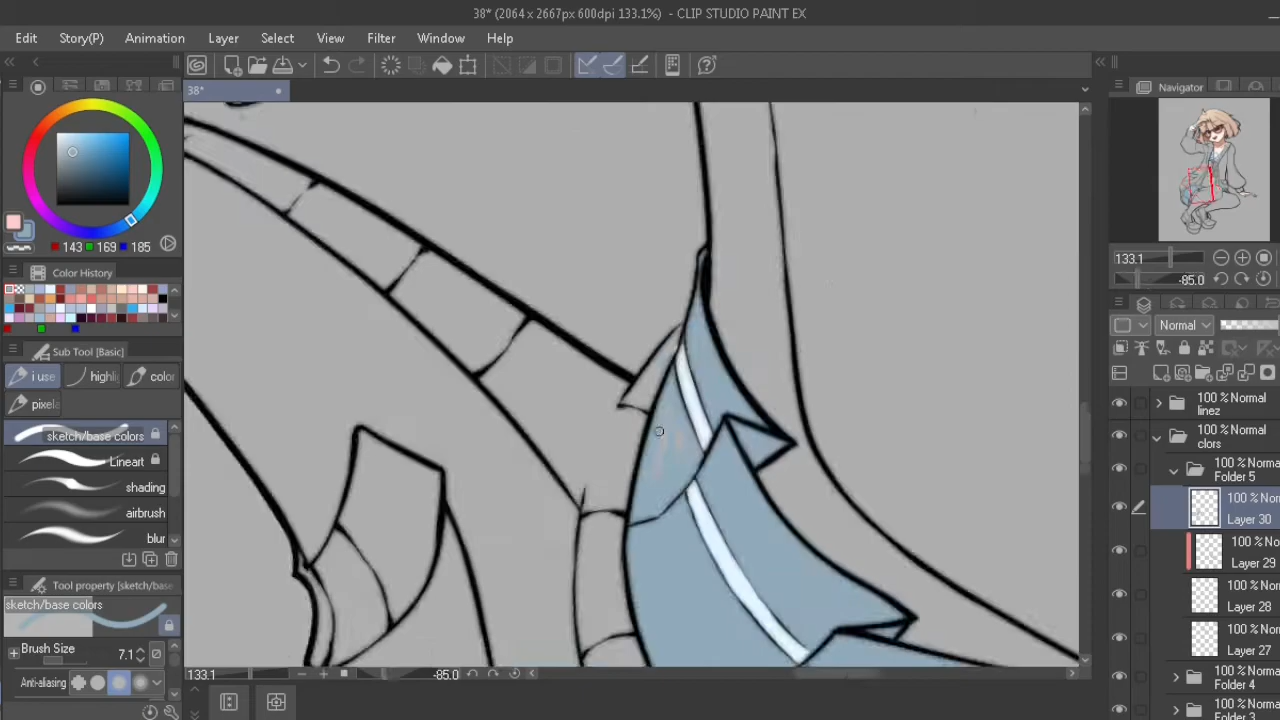 38* (2064 x 2667px 600dpi 133.1%) - CLIP STUDIO PAINT EX
Edit Story(P) Animation Layer Select View Filter Window Help
38*
Navigator
143 169 185
133.1
-85.0
Color History
Normal
Sub Tool [Basic]
i use highli color
pixela
sketch/base colors
Lineart
shading
airbrush
blur
100 % Normal
linez
100 % Normal
clors
100 % Norma
Folder 5
100 % Nor
Layer 30
100 % No
Layer 29
100 % Nor
Layer 28
100 % Nor
Layer 27
100 % Norma
Folder 4
100 % Norma
Folder 3
Tool property [sketch/base
sketch/base colors
Brush Size 7.1
Anti-aliasing
133.1 -85.0